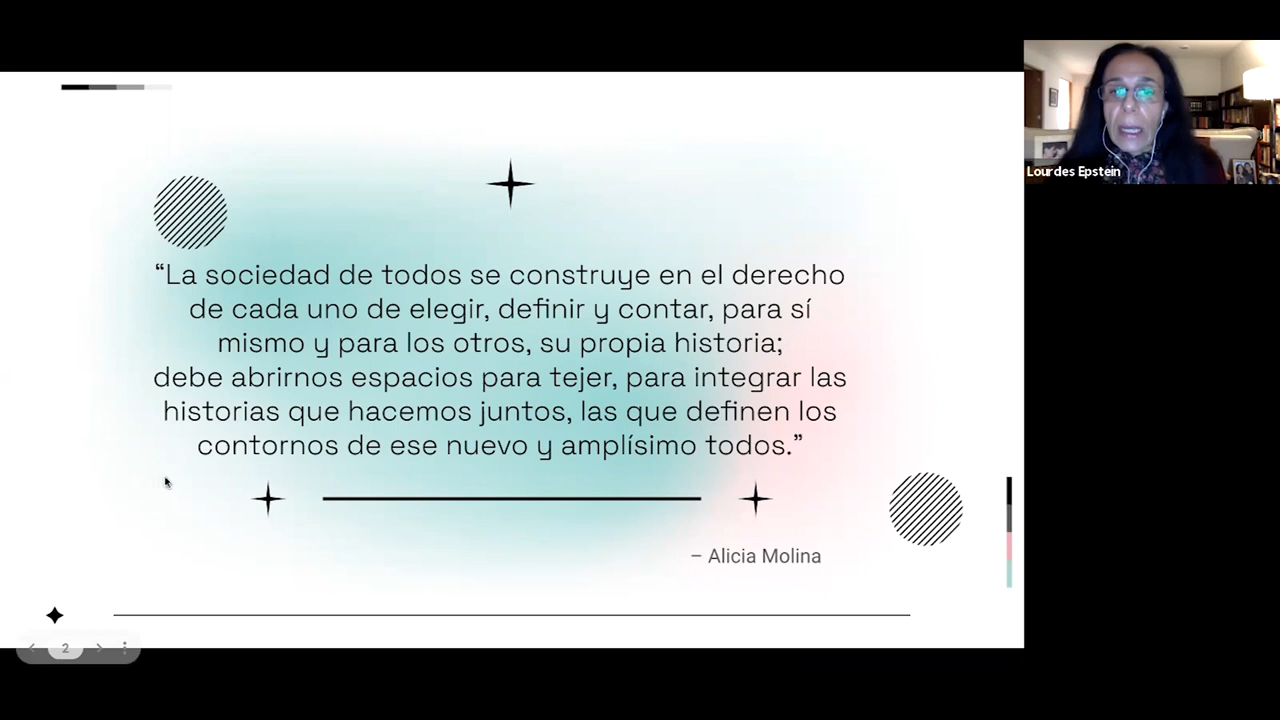 “La sociedad de todos se construye en el derecho
de cada uno de elegir, definir y contar, para sí
mismo y para los otros, su propia historia;
debe abrirnos espacios para tejer, para integrar las
historias que hacemos juntos, las que definen los
contornos de ese nuevo y amplísimo todos.”
– Alicia Molina
2
Lourdes Epstein